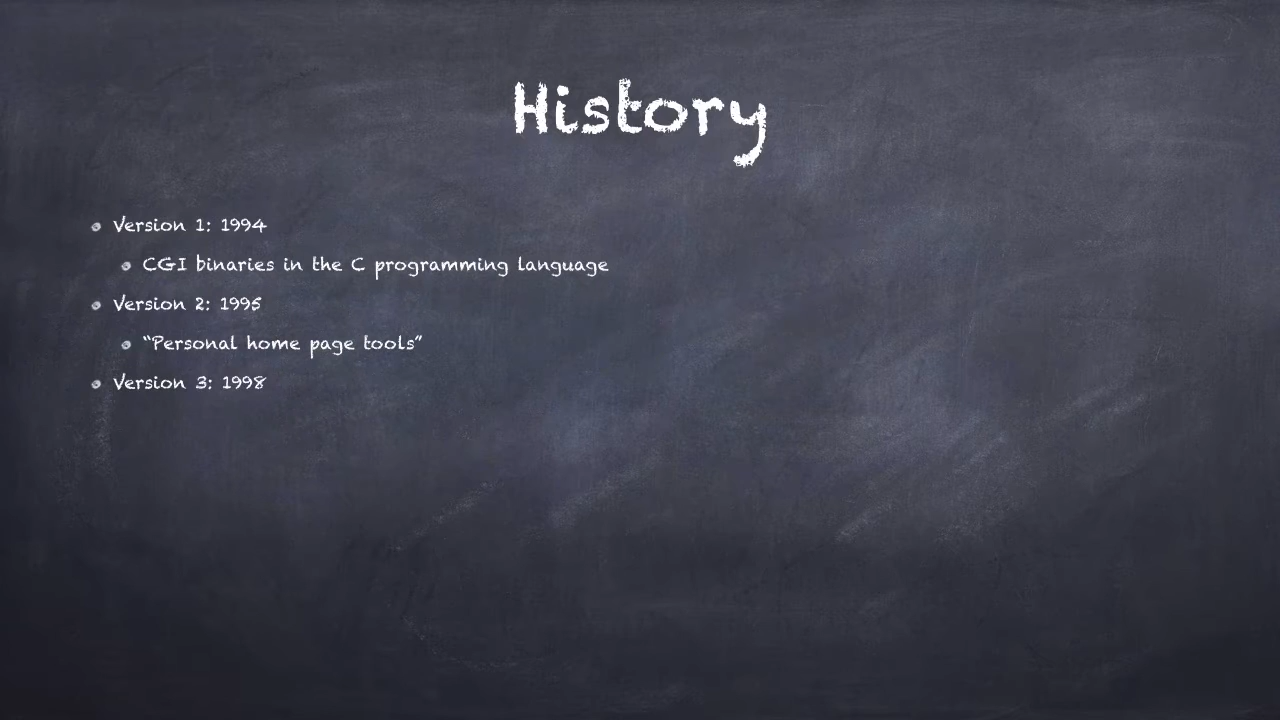 History
Version 1: 1994
CGI binaries in the C programming language
Version 2: 1995
“Personal home page tools”
Version 3: 1998